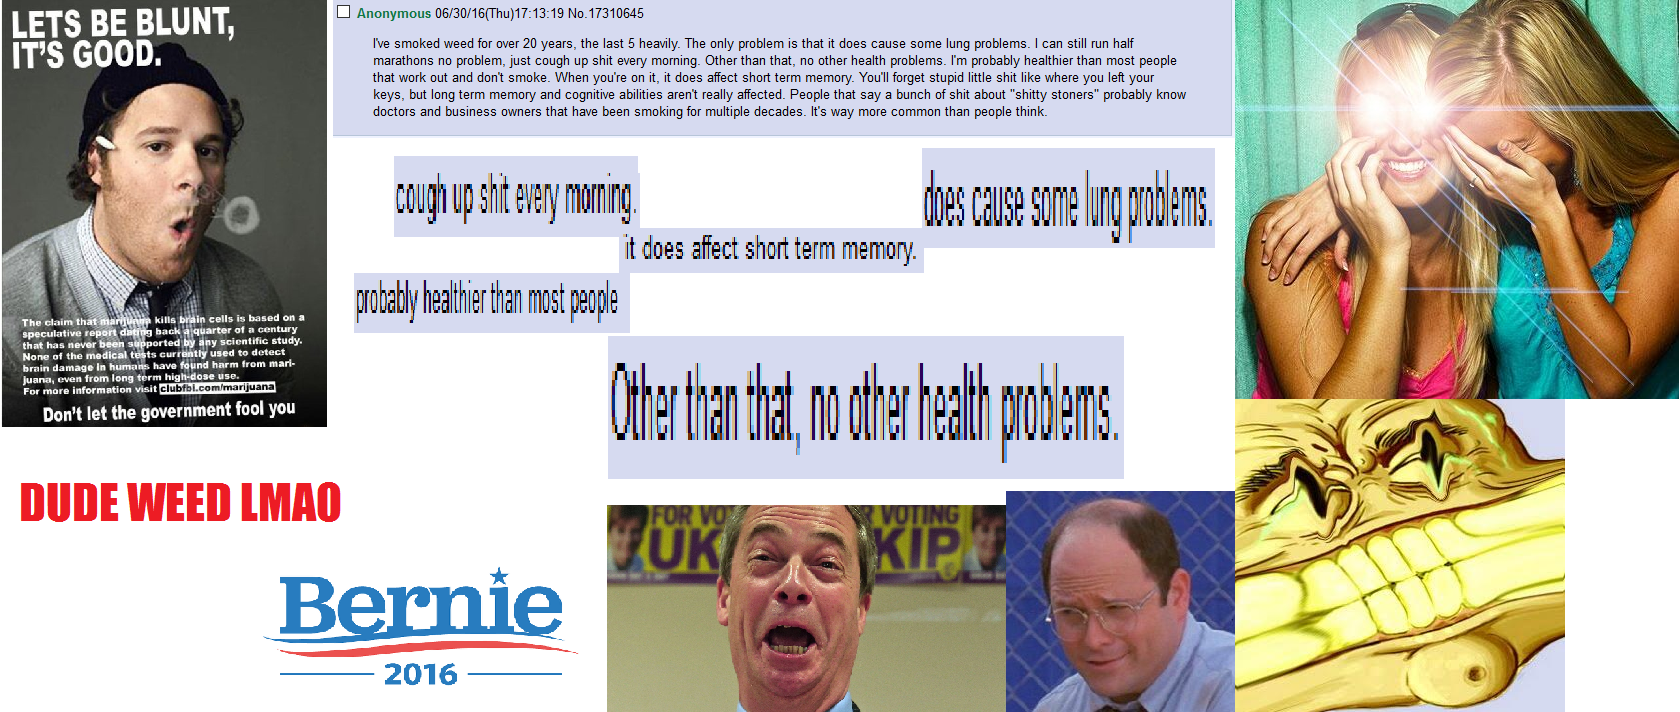 LETS BE BLUNT,
IT'S GOOD.
The claim that marijuana kills brain cells is based on a
speculative report dating back a quarter of a century
that has never been supported by any scientific study.
None of the medical tests currently used to detect
brain damage in humans have found harm from mari-
juana, even from long term high-dose use.
For more information visit clubfbi.com/marijuana
Don't let the government fool you
Anonymous 06/30/16(Thu)17:13:19 No.17310645
I've smoked weed for over 20 years, the last 5 heavily. The only problem is that it does cause some lung problems. I can still run half
marathons no problem, just cough up shit every morning. Other than that, no other health problems. I'm probably healthier than most people
that work out and don't smoke. When you're on it, it does affect short term memory. You'll forget stupid little shit like where you left your
keys, but long term memory and cognitive abilities aren't really affected. People that say a bunch of shit about "shitty stoners" probably know
doctors and business owners that have been smoking for multiple decades. It's way more common than people think.
cough up shit every morning.
does cause some lung problems.
it does affect short term memory.
probably healthier than most people
Other than that, no other health problems.
DUDE WEED LMAO
Bernie
2016
FOR VO
UK
R VOTING
KIP